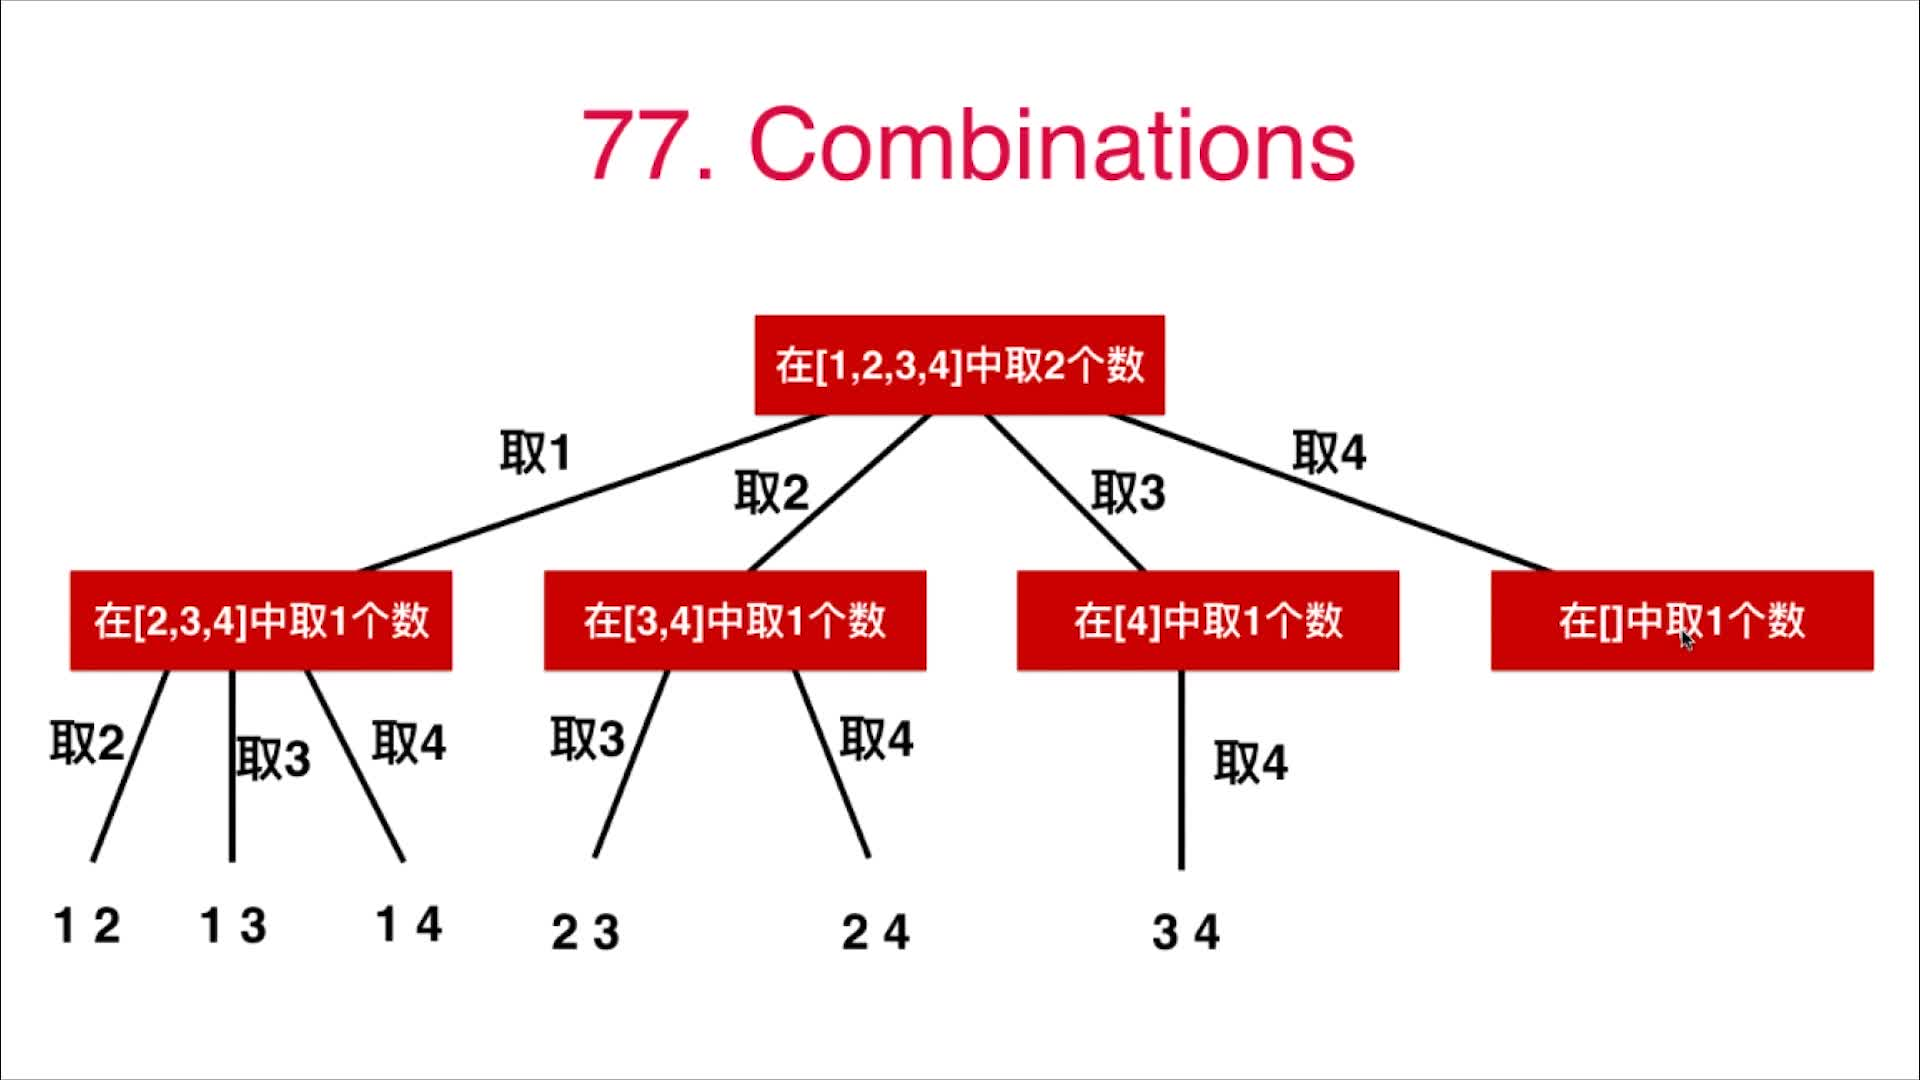 77. Combinations
在[1,2,3,4]中取2个数
取1
取2
取3
取4
在[2,3,4]中取1个数
在[3,4]中取1个数
在[4]中取1个数
在[]中取1个数
取2
取3
取4
取3
取4
取4
1 2
1 3
1 4
2 3
2 4
3 4